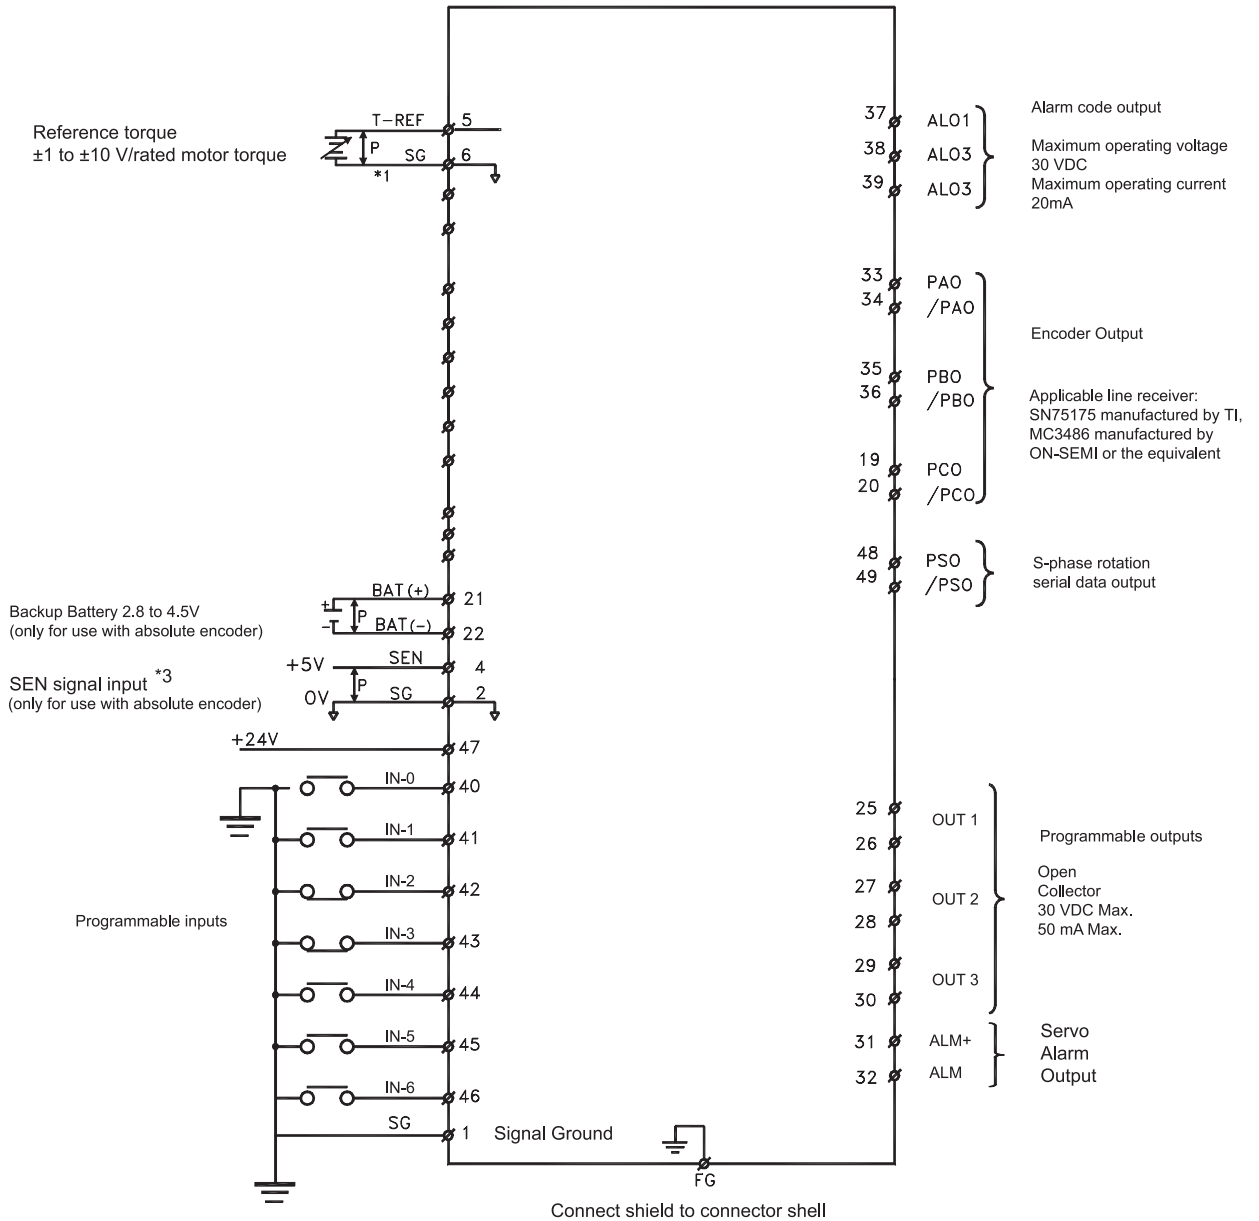 Reference torque
±1 to ±10 V/rated motor torque
T-REF 5
P
SG 6
*1
Backup Battery 2.8 to 4.5V
(only for use with absolute encoder)
+ BAT (+) 21
P
- BAT (-) 22
SEN signal input *3
(only for use with absolute encoder)
+5V SEN 4
P
0V SG 2
+24V 47
IN-0 40
IN-1 41
IN-2 42
Programmable inputs
IN-3 43
IN-4 44
IN-5 45
IN-6 46
SG 1 Signal Ground
37 ALO1
38 ALO3
39 ALO3
Alarm code output
Maximum operating voltage
30 VDC
Maximum operating current
20mA
33 PAO
34 /PAO
35 PBO
36 /PBO
19 PCO
20 /PCO
Encoder Output
Applicable line receiver:
SN75175 manufactured by TI,
MC3486 manufactured by
ON-SEMI or the equivalent
48 PSO
49 /PSO
S-phase rotation
serial data output
25
OUT 1
26
27
OUT 2
28
29
OUT 3
30
Programmable outputs
Open
Collector
30 VDC Max.
50 mA Max.
31 ALM+
32 ALM
Servo
Alarm
Output
FG
Connect shield to connector shell